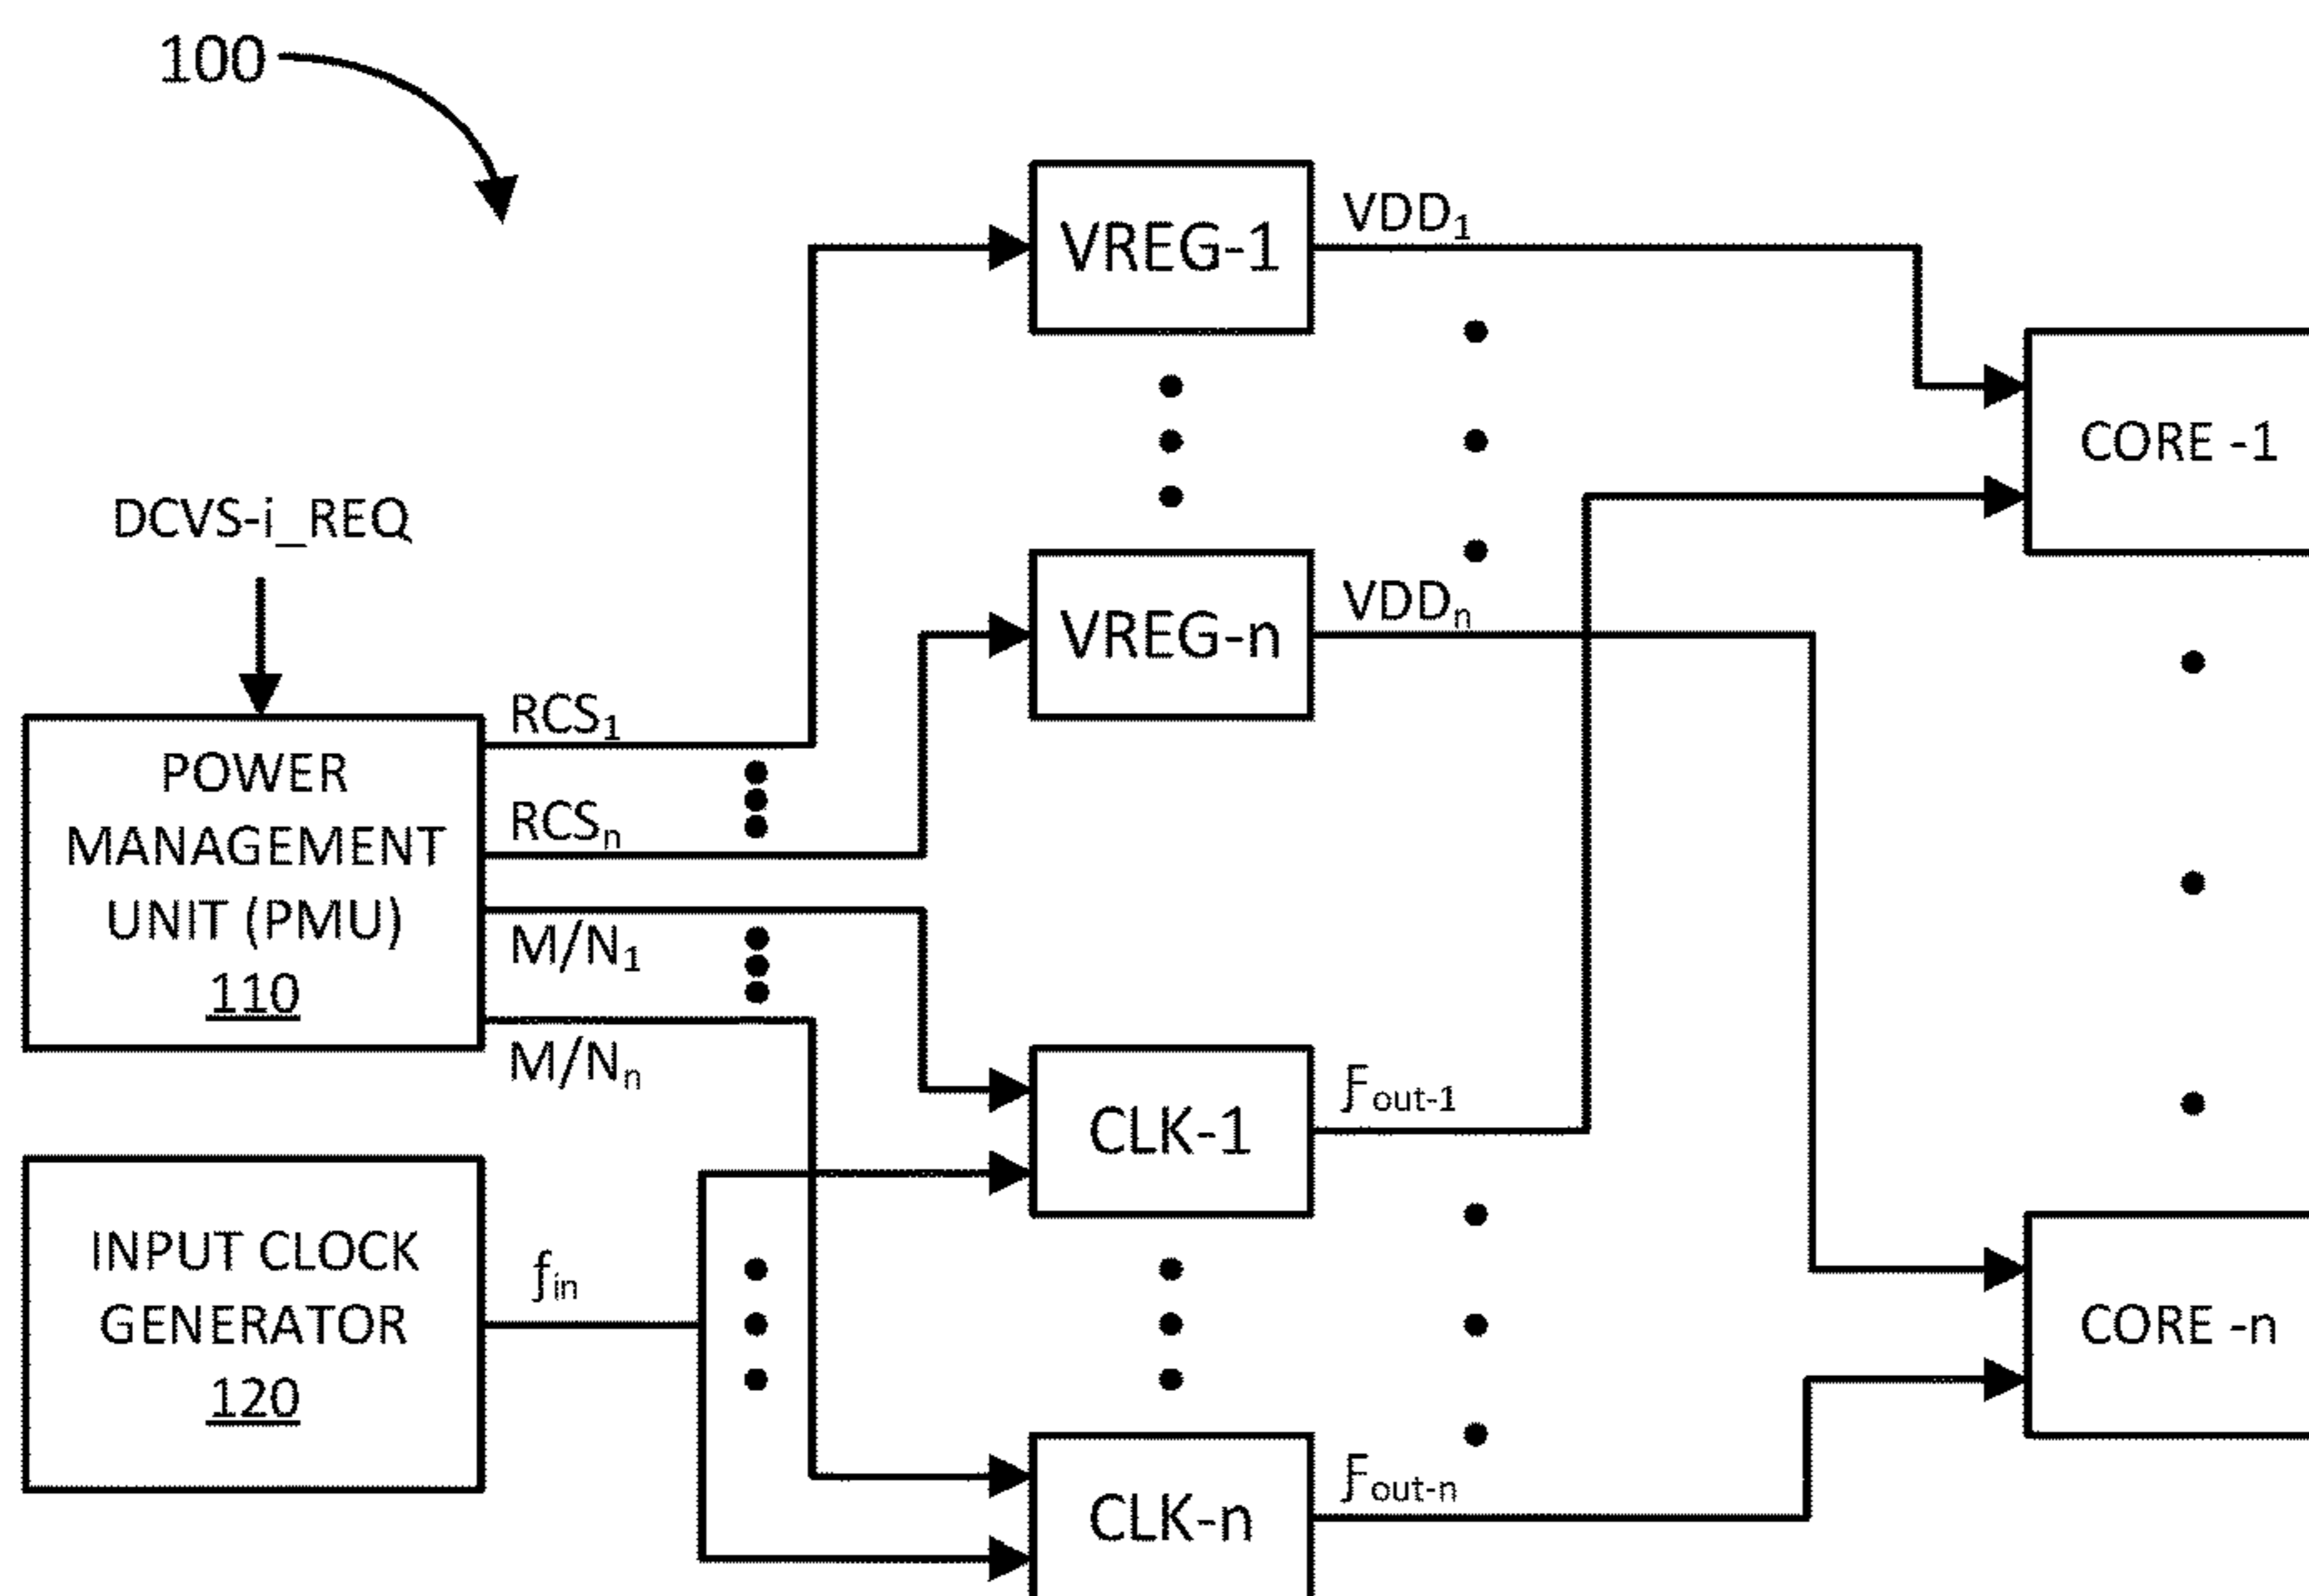 100
VREG-1
VDD1
CORE -1
DCVS-i_REQ
VREG-n
VDDn
POWER
MANAGEMENT
UNIT (PMU)
110
RCS1
RCSn
M/N1
M/Nn
CLK-1
Fout-1
INPUT CLOCK
GENERATOR
120
fin
CORE -n
CLK-n
Fout-n